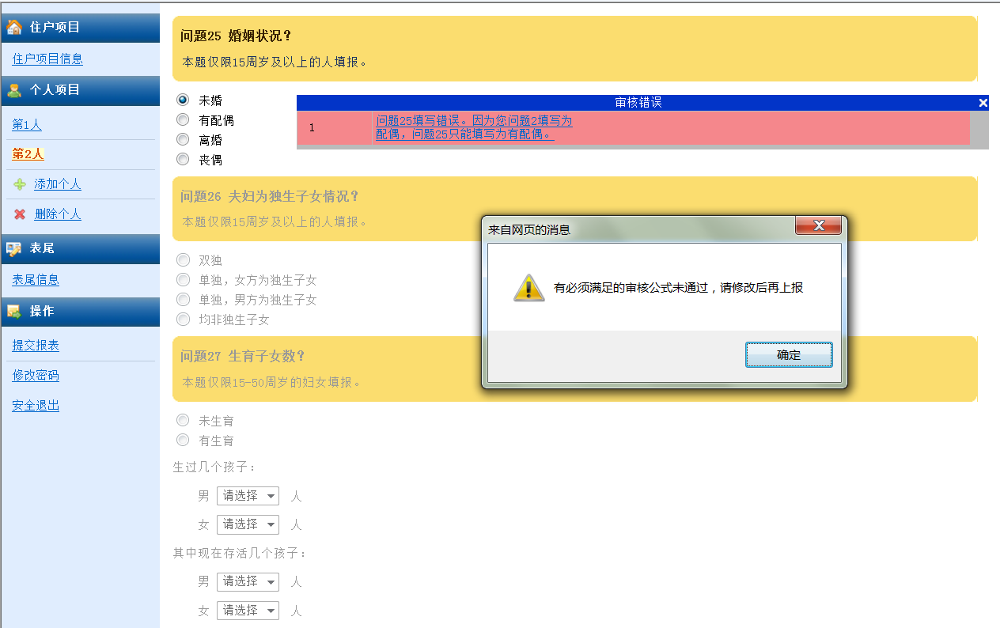 住户项目
住户项目信息
个人项目
第1人
第2人
添加个人
删除个人
表尾
表尾信息
操作
提交报表
修改密码
安全退出
问题25 婚姻状况?
本题仅限15周岁及以上的人填报。
未婚
有配偶
离婚
丧偶
审核错误
1
问题25填写错误。因为您问题2填写为
配偶，问题25只能填写为有配偶。
问题26 夫妇为独生子女情况?
本题仅限15周岁及以上的人填报。
双独
单独，女方为独生子女
单独，男方为独生子女
均非独生子女
来自网页的消息
有必须满足的审核公式未通过，请修改后再上报
确定
问题27 生育子女数?
本题仅限15-50周岁的妇女填报。
未生育
有生育
生过几个孩子：
男 请选择 人
女 请选择 人
其中现在存活几个孩子：
男 请选择 人
女 请选择 人